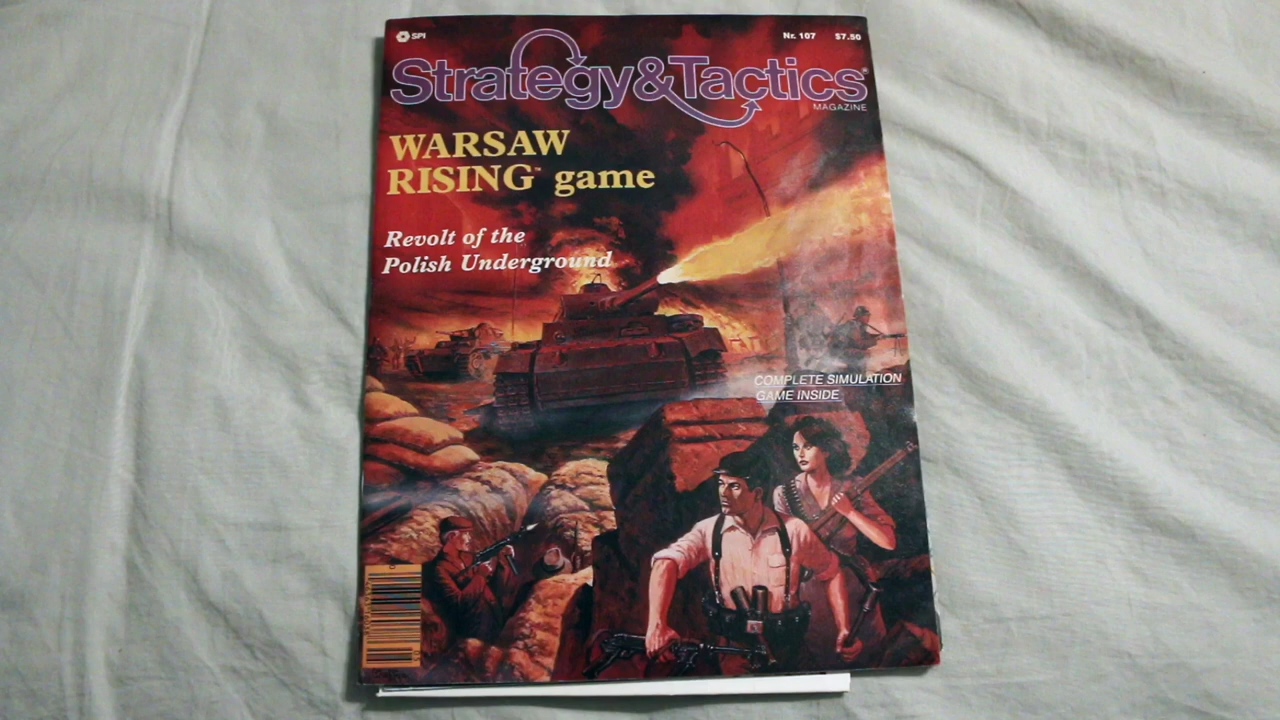 SPI
Nr. 107 $7.50
Strategy&Tactics®
MAGAZINE
WARSAW
RISING™ game
Revolt of the
Polish Underground
COMPLETE SIMULATION
GAME INSIDE